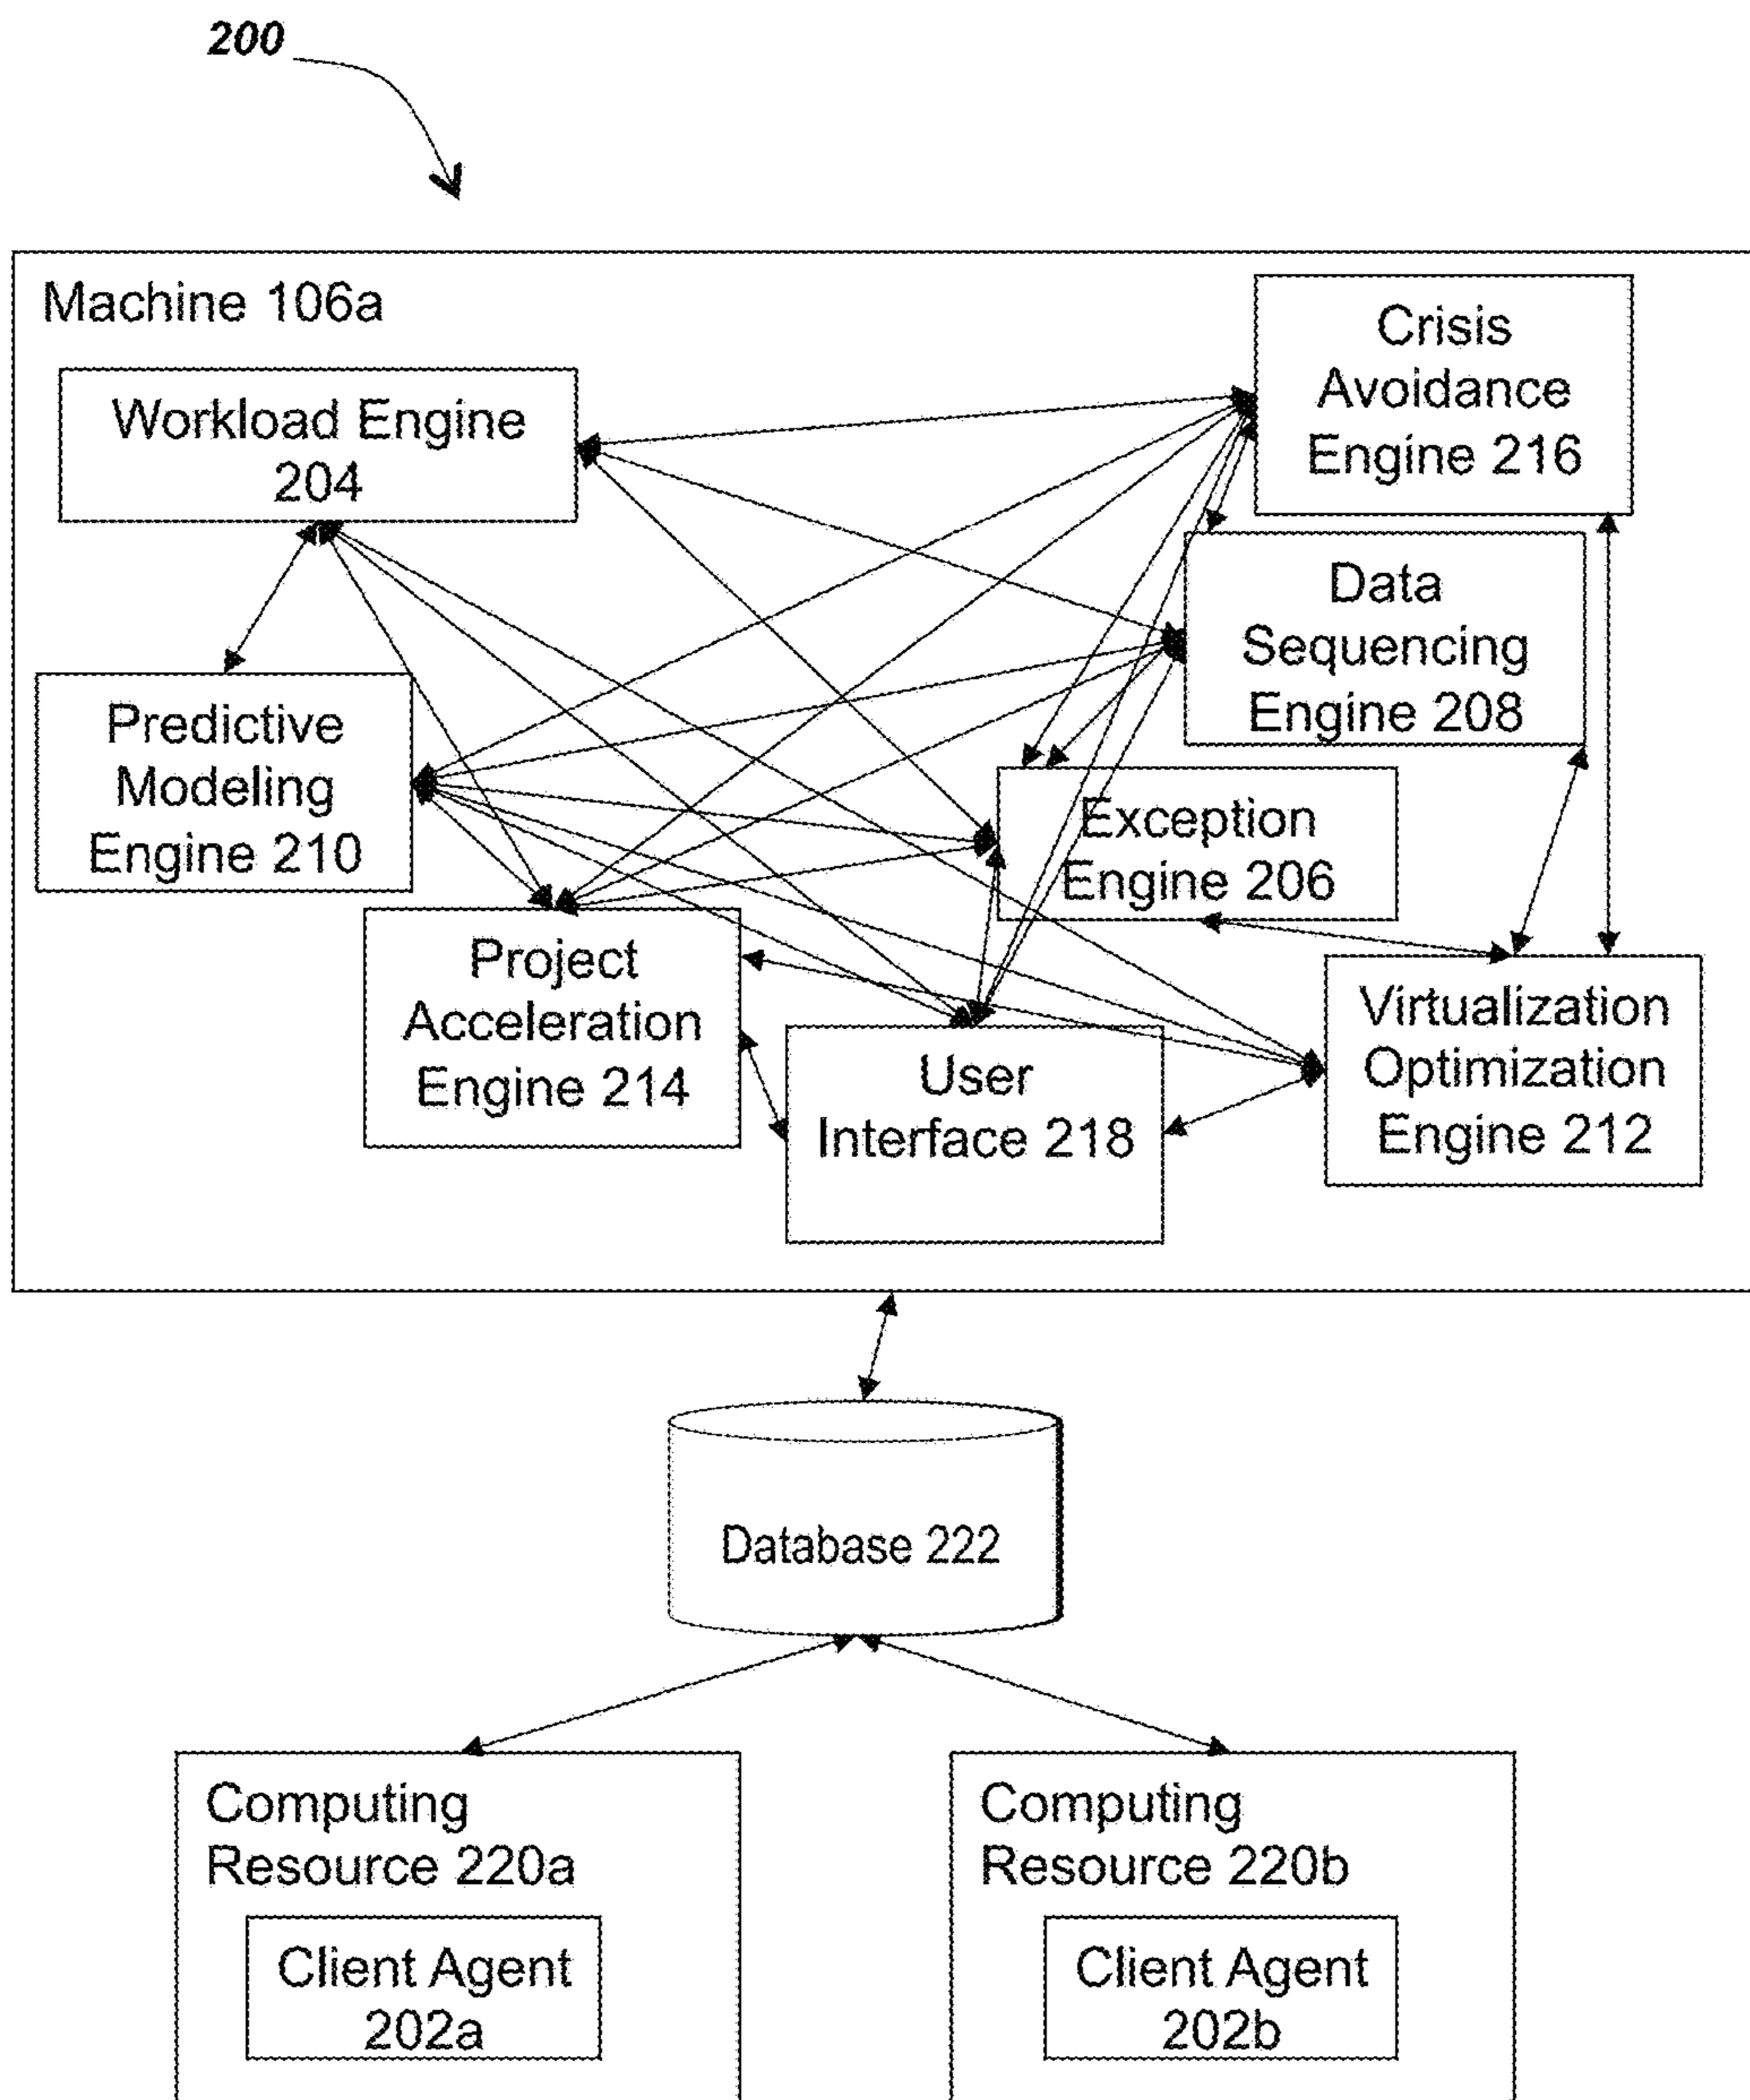 200
Machine 106a
Crisis
Avoidance
Engine 216
Workload Engine
204
Data
Sequencing
Engine 208
Predictive
Modeling
Engine 210
Exception
Engine 206
Project
Acceleration
Engine 214
User
Interface 218
Virtualization
Optimization
Engine 212
Database 222
Computing
Resource 220a
Client Agent
202a
Computing
Resource 220b
Client Agent
202b